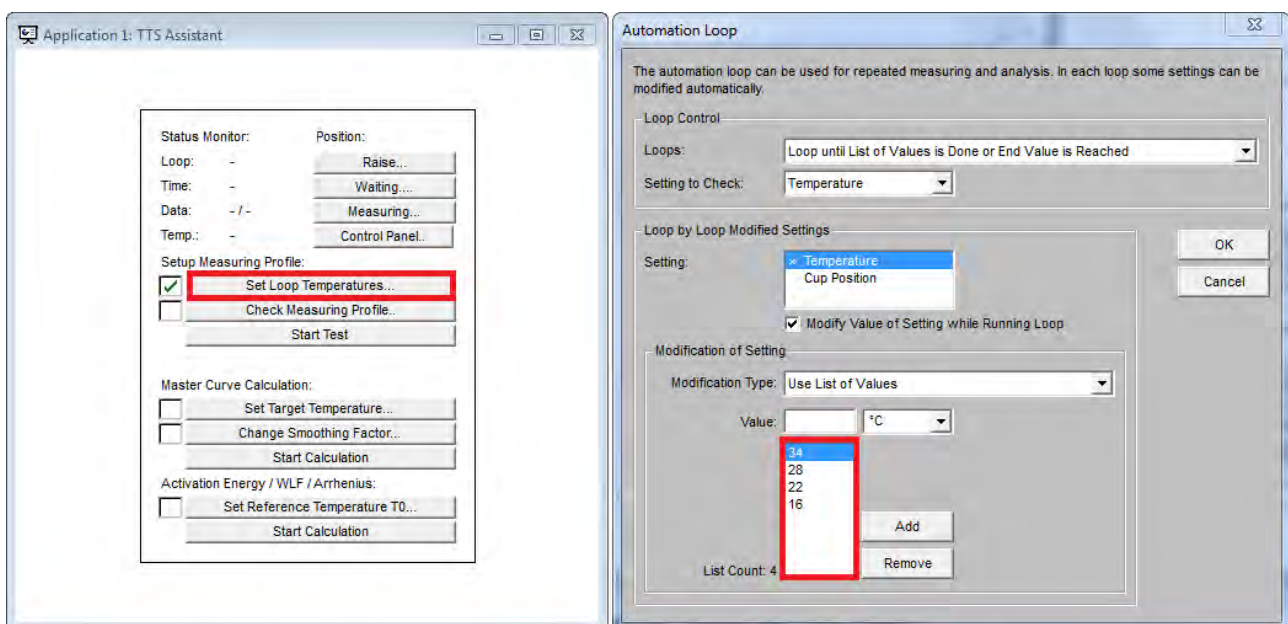 Application 1: TTS Assistant
Status Monitor: Position:
Loop: - Raise...
Time: - Waiting....
Data: - / - Measuring...
Temp.: - Control Panel..
Setup Measuring Profile:
Set Loop Temperatures...
Check Measuring Profile..
Start Test
Master Curve Calculation:
Set Target Temperature...
Change Smoothing Factor...
Start Calculation
Activation Energy / WLF / Arrhenius:
Set Reference Temperature T0...
Start Calculation
Automation Loop
The automation loop can be used for repeated measuring and analysis. In each loop some settings can be
modified automatically.
Loop Control
Loops: Loop until List of Values is Done or End Value is Reached
Setting to Check: Temperature
Loop by Loop Modified Settings
Setting: × Temperature
Cup Position
Modify Value of Setting while Running Loop
Modification of Setting
Modification Type: Use List of Values
Value: °C
34
28
22
16
Add
List Count: 4 Remove
OK
Cancel